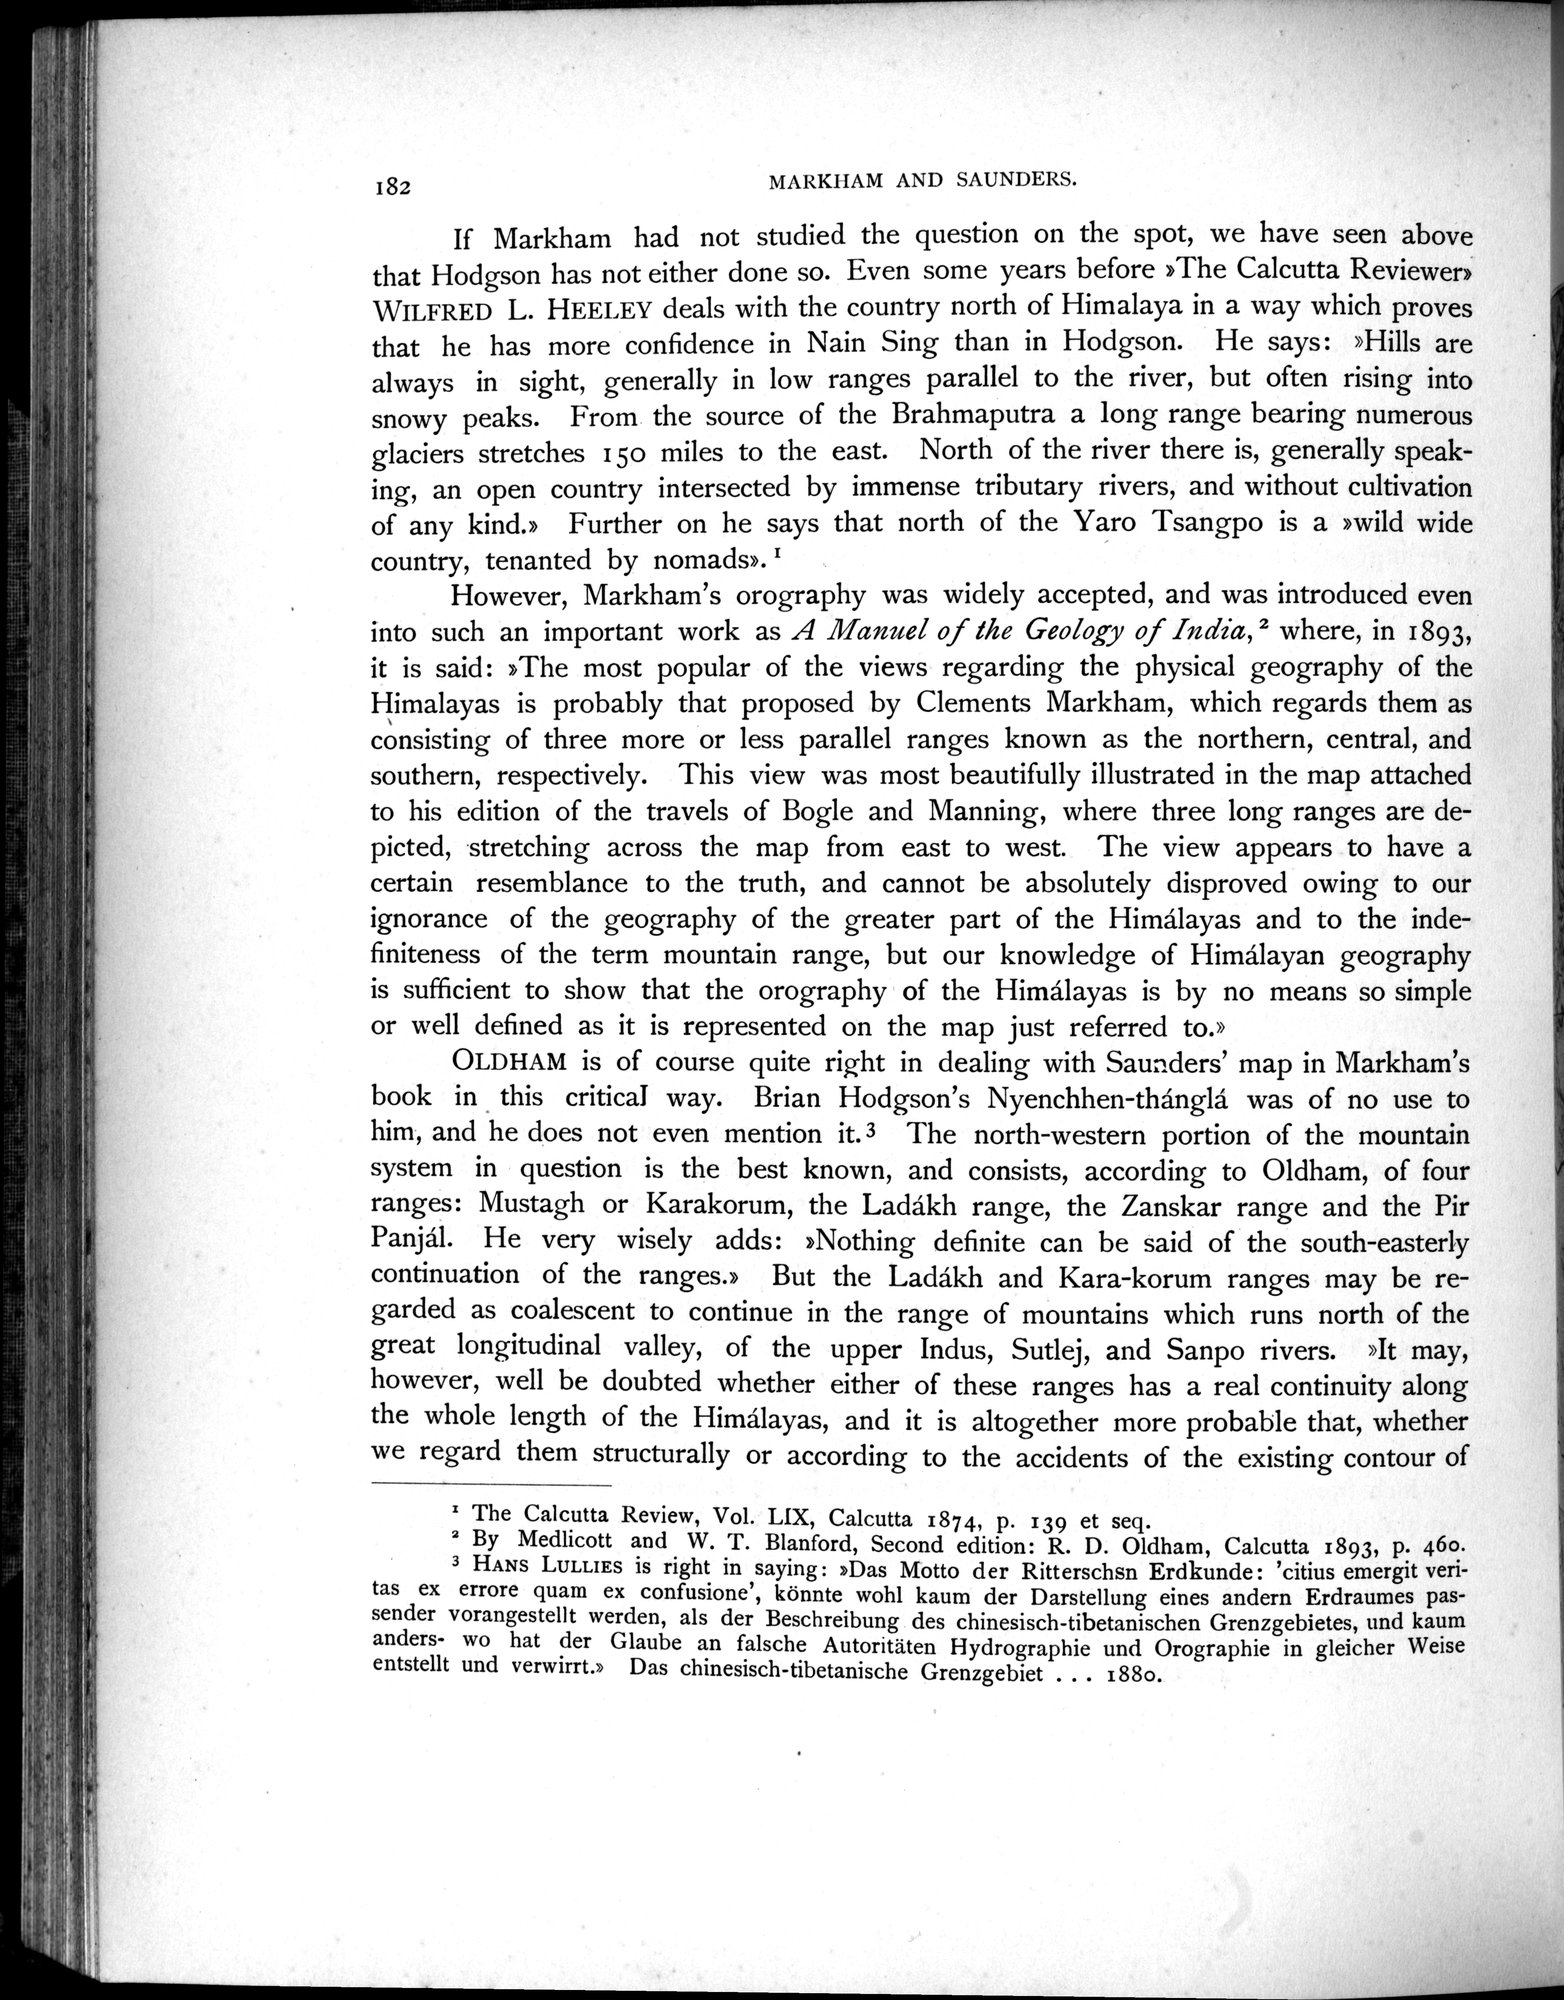 182
MARKHAM AND SAUNDERS.
If Markham had not studied the question on the spot, we have seen above
that Hodgson has not either done so. Even some years before »The Calcutta Reviewer»
WILFRED L. HEELEY deals with the country north of Himalaya in a way which proves
that he has more confidence in Nain Sing than in Hodgson. He says: »Hills are
always in sight, generally in low ranges parallel to the river, but often rising into
snowy peaks. From the source of the Brahmaputra a long range bearing numerous
glaciers stretches 150 miles to the east. North of the river there is, generally speak-
ing, an open country intersected by immense tributary rivers, and without cultivation
of any kind.» Further on he says that north of the Yaro Tsangpo is a »wild wide
country, tenanted by nomads».¹
However, Markham's orography was widely accepted, and was introduced even
into such an important work as A Manuel of the Geology of India,² where, in 1893,
it is said: »The most popular of the views regarding the physical geography of the
Himalayas is probably that proposed by Clements Markham, which regards them as
consisting of three more or less parallel ranges known as the northern, central, and
southern, respectively. This view was most beautifully illustrated in the map attached
to his edition of the travels of Bogle and Manning, where three long ranges are de-
picted, stretching across the map from east to west. The view appears to have a
certain resemblance to the truth, and cannot be absolutely disproved owing to our
ignorance of the geography of the greater part of the Himálayas and to the inde-
finiteness of the term mountain range, but our knowledge of Himálayan geography
is sufficient to show that the orography of the Himálayas is by no means so simple
or well defined as it is represented on the map just referred to.»
OLDHAM is of course quite right in dealing with Saunders' map in Markham's
book in this critical way. Brian Hodgson's Nyenchhen-thánglá was of no use to
him, and he does not even mention it.³ The north-western portion of the mountain
system in question is the best known, and consists, according to Oldham, of four
ranges: Mustagh or Karakorum, the Ladákh range, the Zanskar range and the Pir
Panjál. He very wisely adds: »Nothing definite can be said of the south-easterly
continuation of the ranges.» But the Ladákh and Kara-korum ranges may be re-
garded as coalescent to continue in the range of mountains which runs north of the
great longitudinal valley, of the upper Indus, Sutlej, and Sanpo rivers. »It may,
however, well be doubted whether either of these ranges has a real continuity along
the whole length of the Himálayas, and it is altogether more probable that, whether
we regard them structurally or according to the accidents of the existing contour of
¹ The Calcutta Review, Vol. LIX, Calcutta 1874, p. 139 et seq.
² By Medlicott and W. T. Blanford, Second edition: R. D. Oldham, Calcutta 1893, p. 460.
³ HANS LULLIES is right in saying: »Das Motto der Ritterschsn Erdkunde: 'citius emergit veri-
tas ex errore quam ex confusione', könnte wohl kaum der Darstellung eines andern Erdraumes pas-
sender vorangestellt werden, als der Beschreibung des chinesisch-tibetanischen Grenzgebietes, und kaum
anders- wo hat der Glaube an falsche Autoritäten Hydrographie und Orographie in gleicher Weise
entstellt und verwirrt.» Das chinesisch-tibetanische Grenzgebiet . . . 1880.